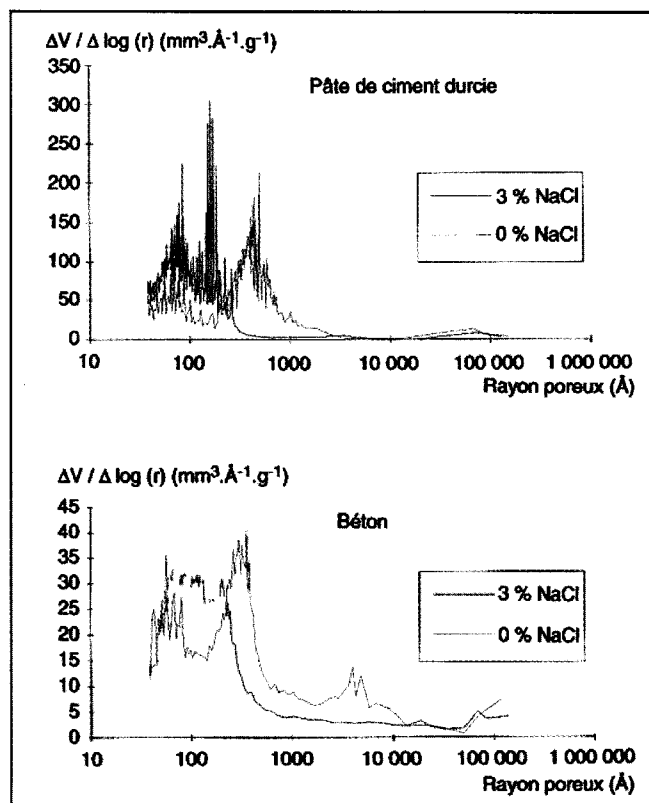 ΔV / Δ log (r) (mm³.Å⁻¹.g⁻¹)
Pâte de ciment durcie
350
300
250
200
150
100
50
0
3 % NaCl
0 % NaCl
10
100
1000
10 000
100 000
1 000 000
Rayon poreux (Å)
ΔV / Δ log (r) (mm³.Å⁻¹.g⁻¹)
Béton
45
40
35
30
25
20
15
10
5
0
3 % NaCl
0 % NaCl
10
100
1000
10 000
100 000
1 000 000
Rayon poreux (Å)